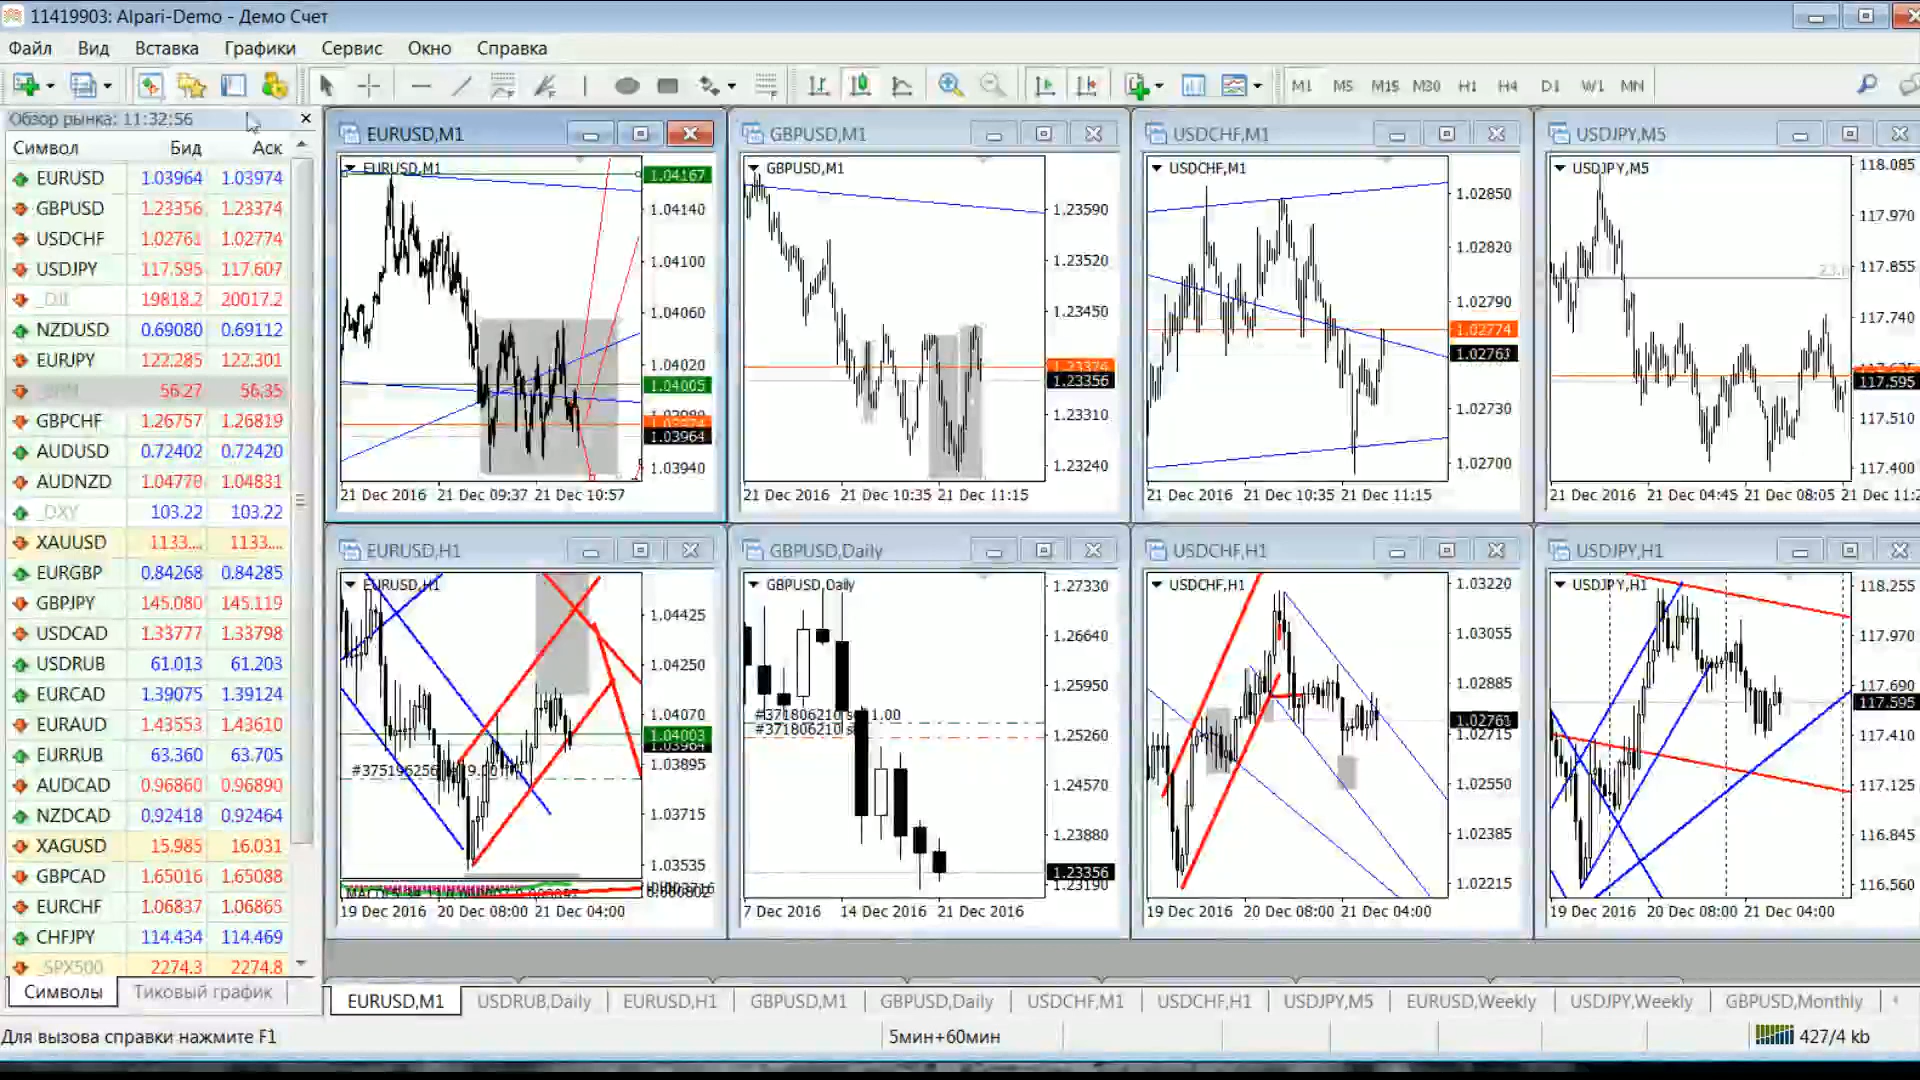 11419903: Alpari-Demo - Демо Счет
Файл Вид Вставка Графики Сервис Окно Справка
M1 M5 M15 M30 H1 H4 D1 W1 MN
Обзор рынка: 11:32:56
Символ Бид Аск
EURUSD 1.03964 1.03974
GBPUSD 1.23356 1.23374
USDCHF 1.02761 1.02774
USDJPY 117.595 117.607
_DJI 19818.2 20017.2
NZDUSD 0.69080 0.69112
EURJPY 122.285 122.301
56.27 56.35
GBPCHF 1.26757 1.26819
AUDUSD 0.72402 0.72420
AUDNZD 1.04770 1.04831
_DXY 103.22 103.22
XAUUSD 1133.... 1133....
EURGBP 0.84268 0.84285
GBPJPY 145.080 145.119
USDCAD 1.33777 1.33798
USDRUB 61.013 61.203
EURCAD 1.39075 1.39124
EURAUD 1.43553 1.43610
EURRUB 63.360 63.705
AUDCAD 0.96860 0.96890
NZDCAD 0.92418 0.92464
XAGUSD 15.985 16.031
GBPCAD 1.65016 1.65088
EURCHF 1.06837 1.06865
CHFJPY 114.434 114.469
_SPX500 2274.3 2274.8
Символы Тиковый график
EURUSD,M1
EURUSD,M1
1.04167
1.04140
1.04100
1.04060
1.04020
1.04005
1.03964
1.03940
21 Dec 2016 21 Dec 09:37 21 Dec 10:57
GBPUSD,M1
GBPUSD,M1
1.23590
1.23520
1.23450
1.23356
1.23310
1.23240
21 Dec 2016 21 Dec 10:35 21 Dec 11:15
USDCHF,M1
USDCHF,M1
1.02850
1.02820
1.02790
1.02774
1.02761
1.02730
1.02700
21 Dec 2016 21 Dec 10:35 21 Dec 11:15
USDJPY,M5
USDJPY,M5
118.085
117.970
117.855
117.740
117.595
117.510
117.400
21 Dec 2016 21 Dec 04:45 21 Dec 08:05 21 Dec 11:2
EURUSD,H1
EURUSD,H1
1.04425
1.04250
1.04070
1.04003
1.03964
1.03895
#375196256
1.03715
1.03535
19 Dec 2016 20 Dec 08:00 21 Dec 04:00
GBPUSD,Daily
GBPUSD,Daily
1.27330
1.26640
1.25950
#371806210 1.00
#371806210
1.25260
1.24570
1.23880
1.23356
1.23190
7 Dec 2016 14 Dec 2016 21 Dec 2016
USDCHF,H1
USDCHF,H1
1.03220
1.03055
1.02885
1.02761
1.02715
1.02550
1.02385
1.02215
19 Dec 2016 20 Dec 08:00 21 Dec 04:00
USDJPY,H1
USDJPY,H1
118.255
117.970
117.690
117.595
117.410
117.125
116.845
116.560
19 Dec 2016 20 Dec 08:00 21 Dec 04:00
EURUSD,M1 USDRUB,Daily EURUSD,H1 GBPUSD,M1 GBPUSD,Daily USDCHF,M1 USDCHF,H1 USDJPY,M5 EURUSD,Weekly USDJPY,Weekly GBPUSD,Monthly
Для вызова справки нажмите F1 5мин+60мин 427/4 kb